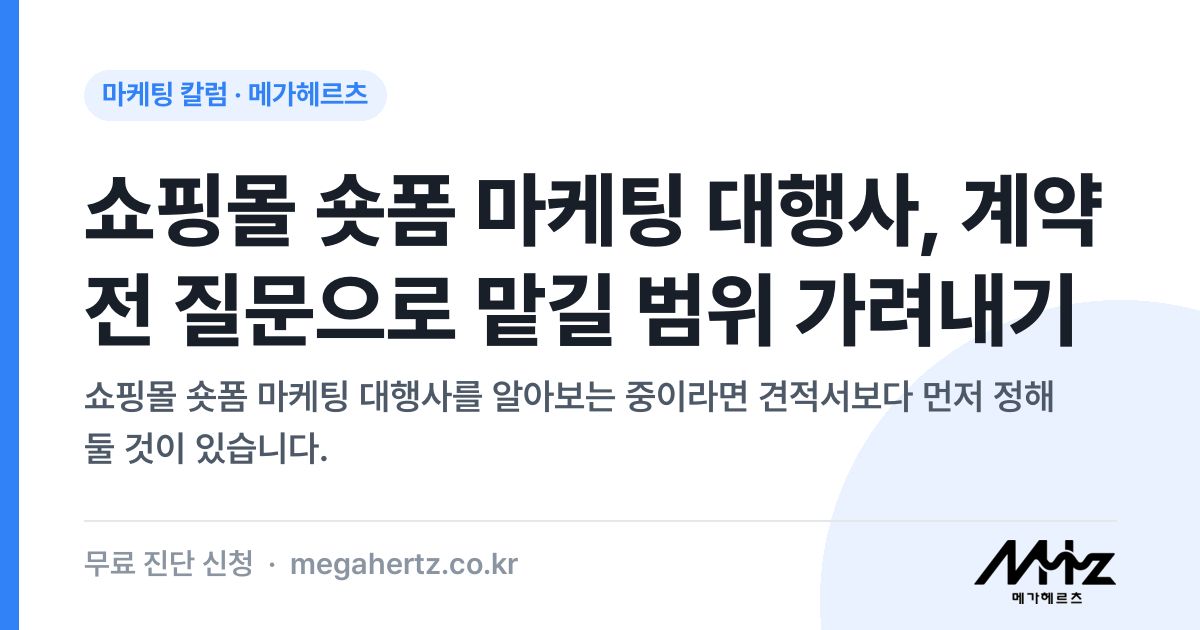 마케팅 칼럼 · 메가헤르츠
쇼핑몰 숏폼 마케팅 대행사, 계약
전 질문으로 맡길 범위 가려내기
쇼핑몰 숏폼 마케팅 대행사를 알아보는 중이라면 견적서보다 먼저 정해
둘 것이 있습니다.
무료 진단 신청 · megahertz.co.kr
MHz
메가헤르츠